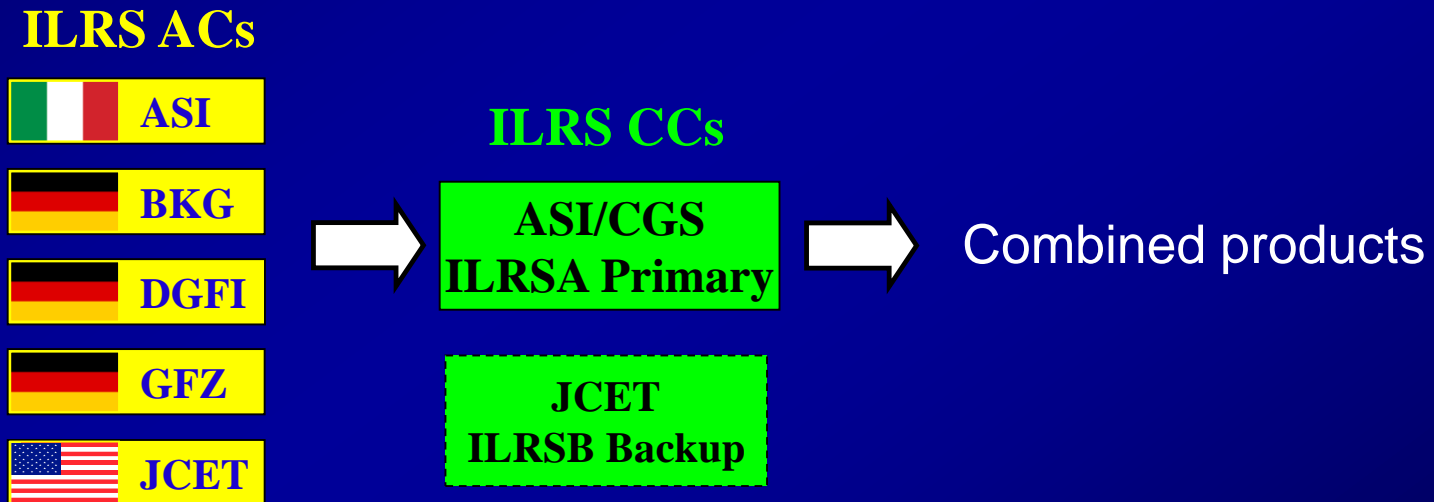 ILRS ACs
ASI
BKG
DGFI
GFZ
JCET
ILRS CCs
ASI/CGS
ILRSA Primary
JCET
ILRSB Backup
Combined products